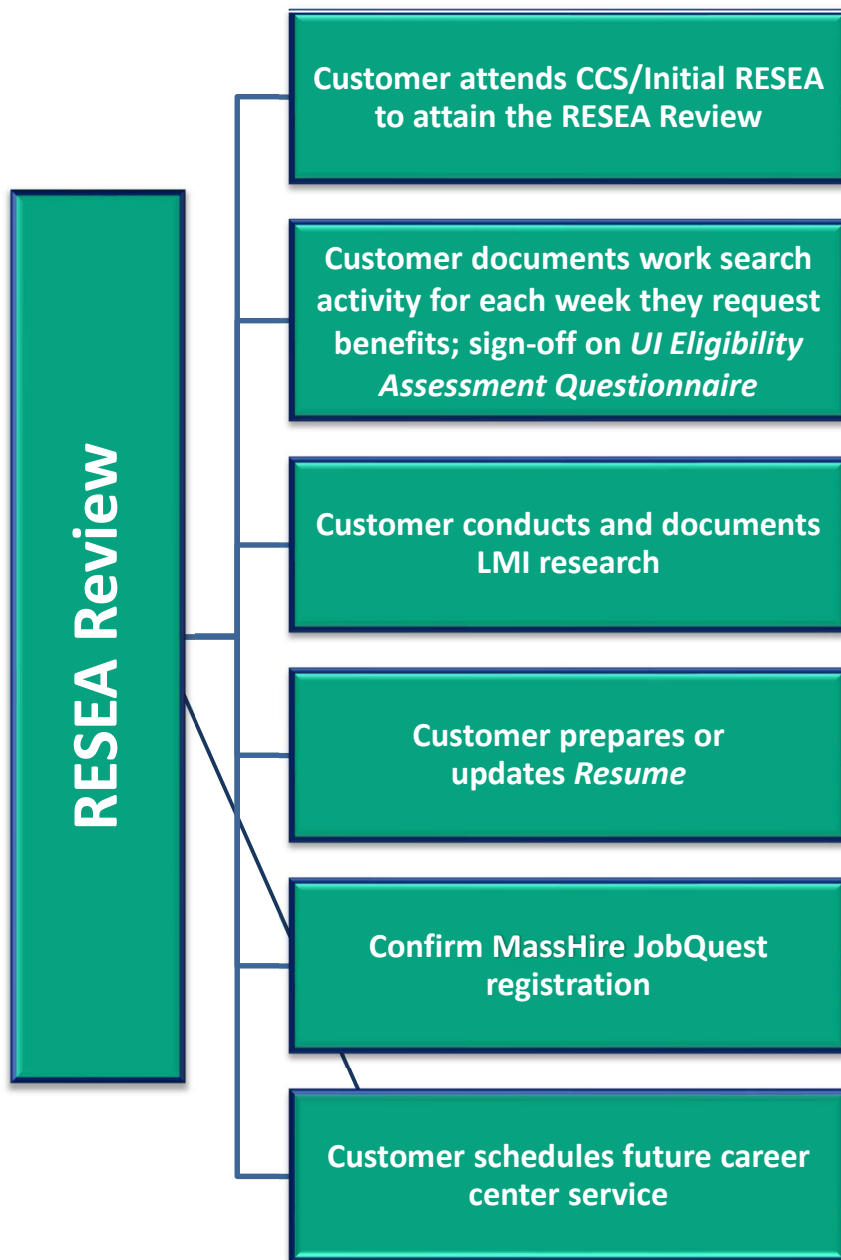 RESEA Review
Customer attends CCS/Initial RESEA
to attain the RESEA Review
Customer documents work search
activity for each week they request
benefits; sign-off on UI Eligibility
Assessment Questionnaire
Customer conducts and documents
LMI research
Customer prepares or
updates Resume
Confirm MassHire JobQuest
registration
Customer schedules future career
center service